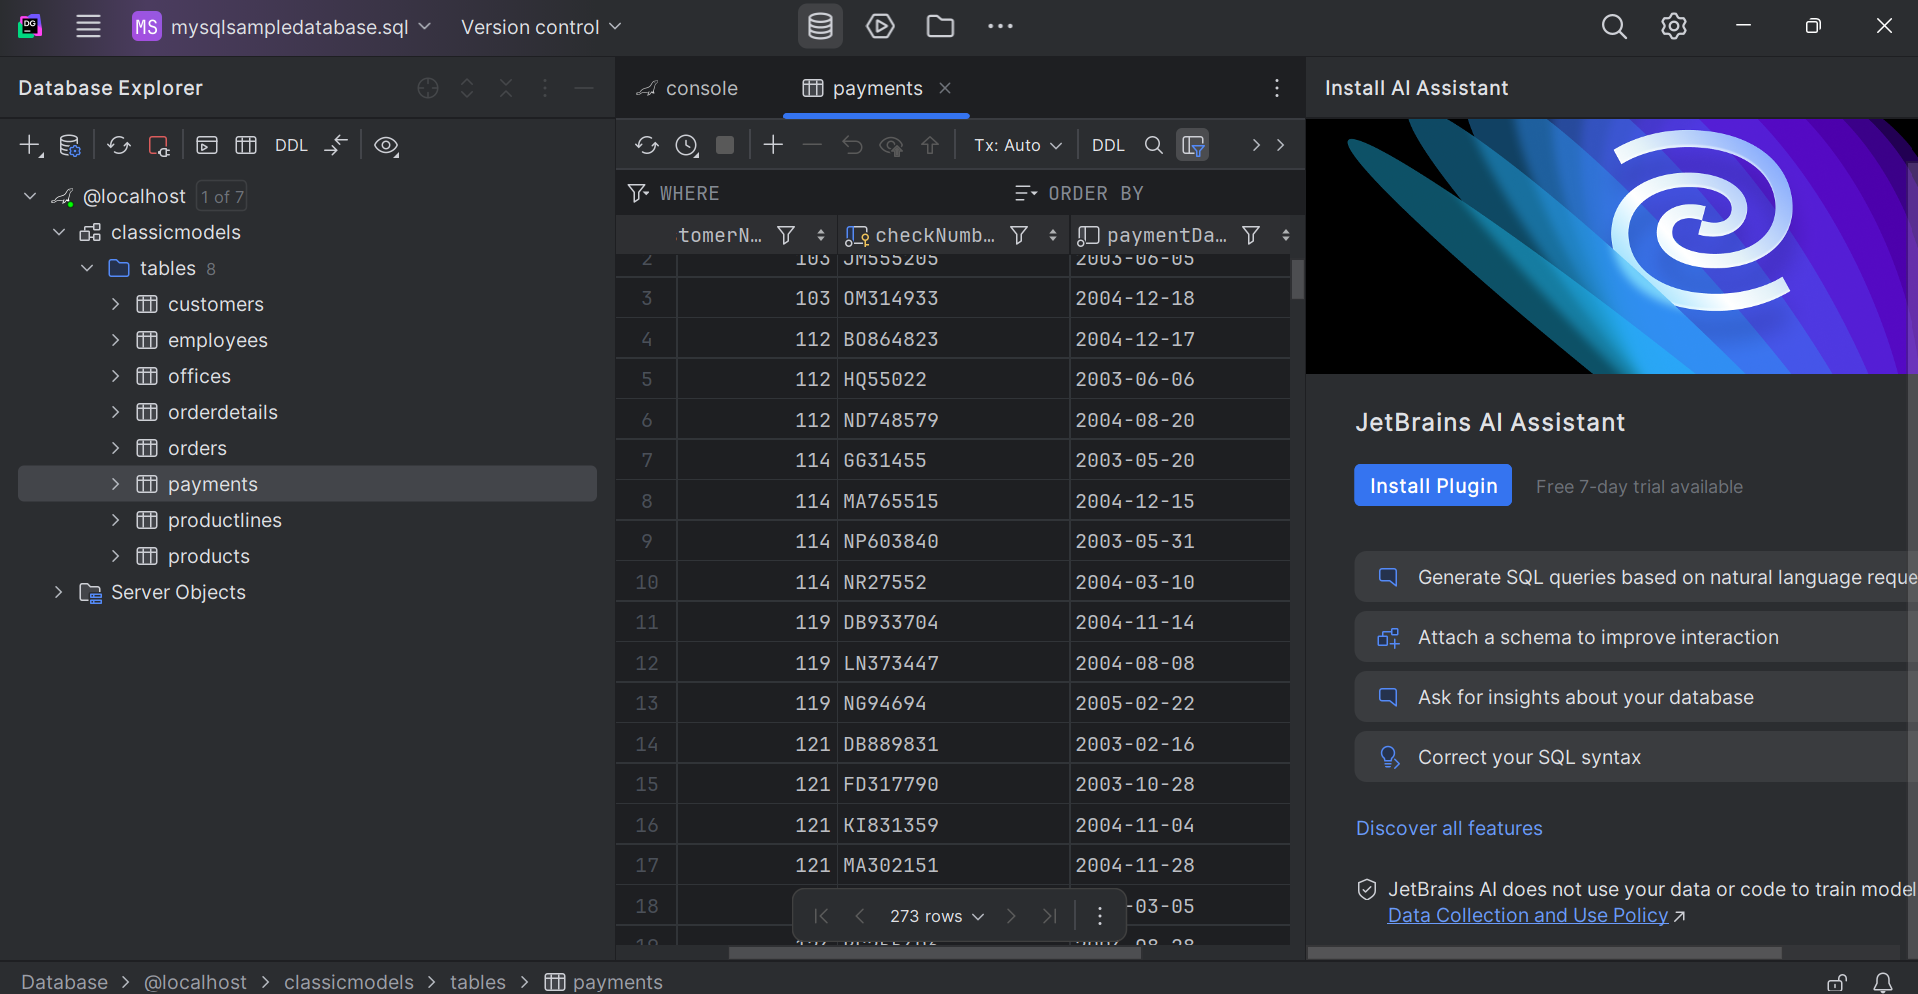 MS mysqlsampledatabase.sql Version control
Database Explorer
DDL
@localhost 1 of 7
classicmodels
tables 8
customers
employees
offices
orderdetails
orders
payments
productlines
products
Server Objects
console payments
Tx: Auto DDL
WHERE ORDER BY
tomerN... checkNumb... paymentDa...
2 103 JM555205 2003-06-05
3 103 OM314933 2004-12-18
4 112 BO864823 2004-12-17
5 112 HQ55022 2003-06-06
6 112 ND748579 2004-08-20
7 114 GG31455 2003-05-20
8 114 MA765515 2004-12-15
9 114 NP603840 2003-05-31
10 114 NR27552 2004-03-10
11 119 DB933704 2004-11-14
12 119 LN373447 2004-08-08
13 119 NG94694 2005-02-22
14 121 DB889831 2003-02-16
15 121 FD317790 2003-10-28
16 121 KI831359 2004-11-04
17 121 MA302151 2004-11-28
18 -03-05
273 rows
Install AI Assistant
JetBrains AI Assistant
Install Plugin Free 7-day trial available
Generate SQL queries based on natural language reque
Attach a schema to improve interaction
Ask for insights about your database
Correct your SQL syntax
Discover all features
JetBrains AI does not use your data or code to train model
Data Collection and Use Policy
Database @localhost classicmodels tables payments